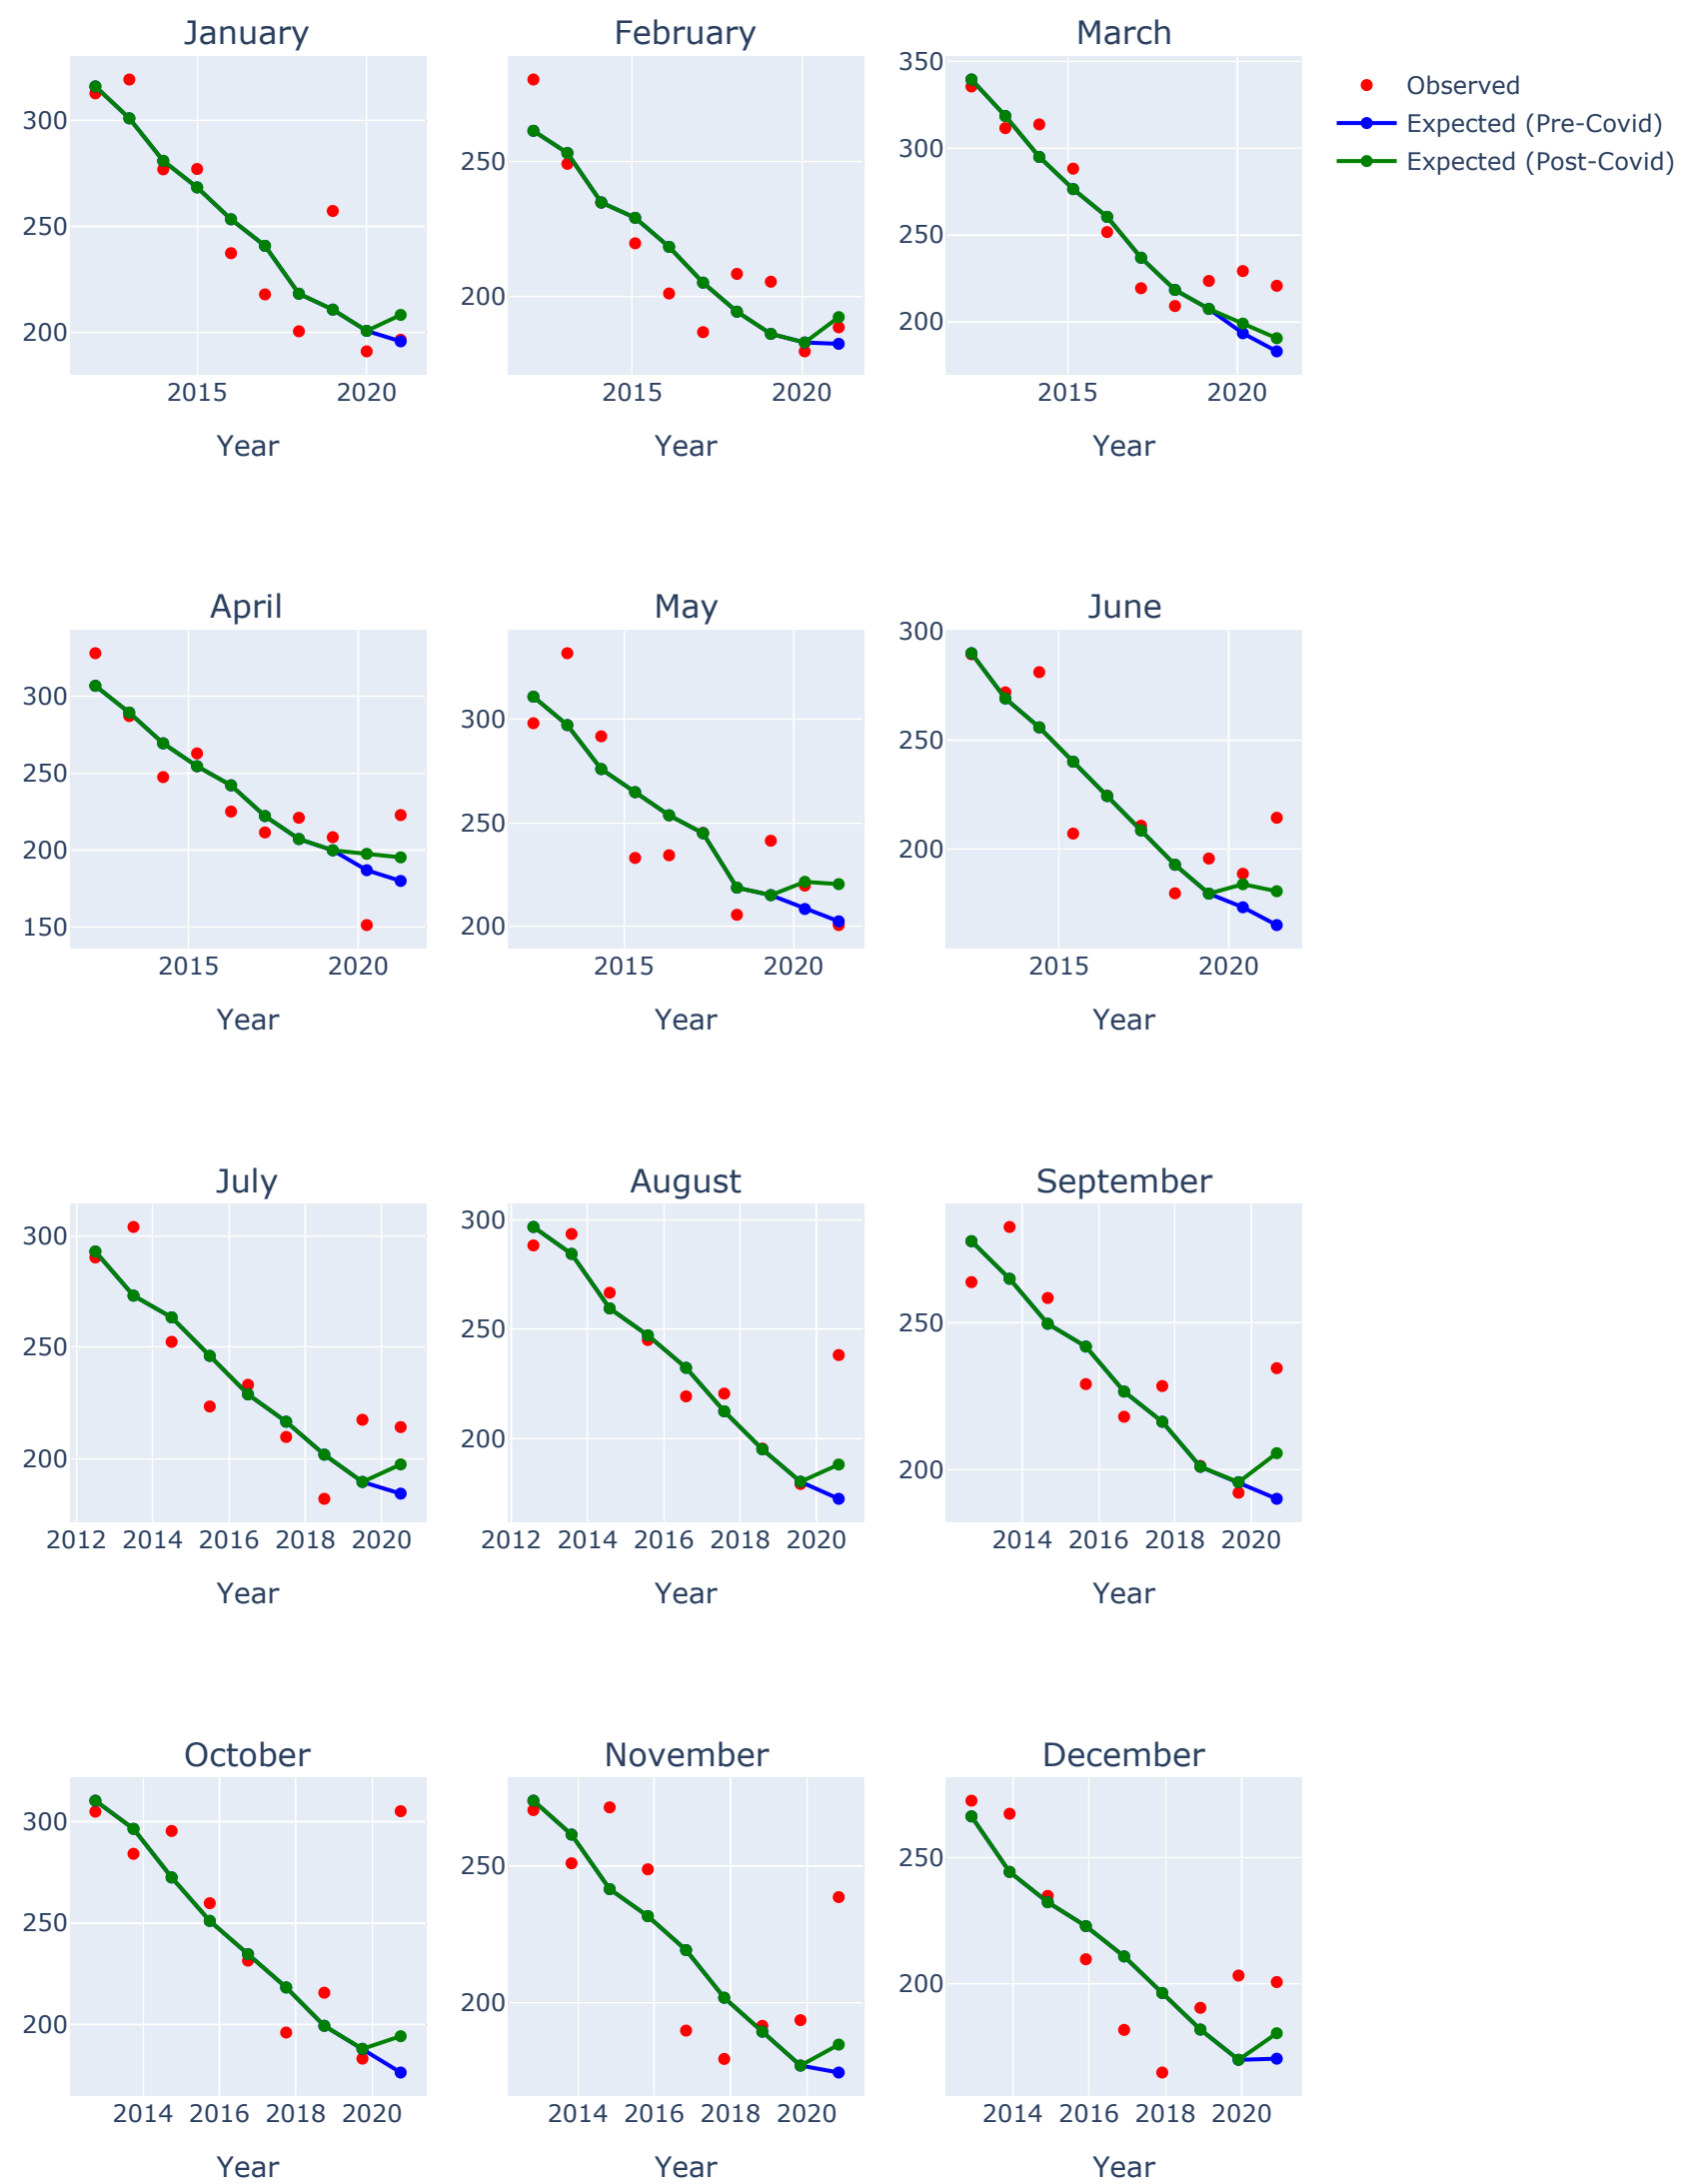 January
February
March
300
250
200
2015
2020
Year
250
200
2015
2020
Year
350
300
250
200
2015
2020
Year
Observed
Expected (Pre-Covid)
Expected (Post-Covid)
April
May
June
300
250
200
150
2015
2020
Year
300
250
200
2015
2020
Year
300
250
200
2015
2020
Year
July
August
September
300
250
200
2012
2014
2016
2018
2020
Year
300
250
200
2012
2014
2016
2018
2020
Year
250
200
2014
2016
2018
2020
Year
October
November
December
300
250
200
2014
2016
2018
2020
Year
250
200
2014
2016
2018
2020
Year
250
200
2014
2016
2018
2020
Year